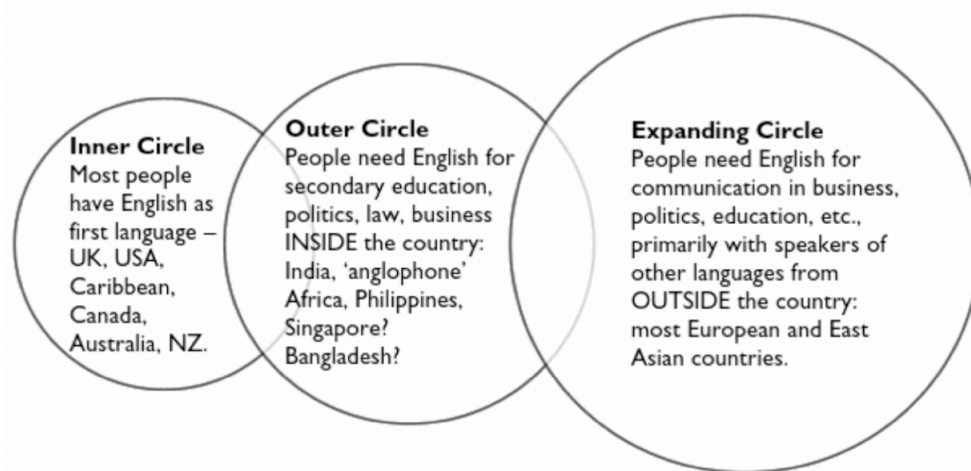 Inner Circle
Most people
have English as
first language –
UK, USA,
Caribbean,
Canada,
Australia, NZ.
Outer Circle
People need English for
secondary education,
politics, law, business
INSIDE the country:
India, ‘anglophone’
Africa, Philippines,
Singapore?
Bangladesh?
Expanding Circle
People need English for
communication in business,
politics, education, etc.,
primarily with speakers of
other languages from
OUTSIDE the country:
most European and East
Asian countries.